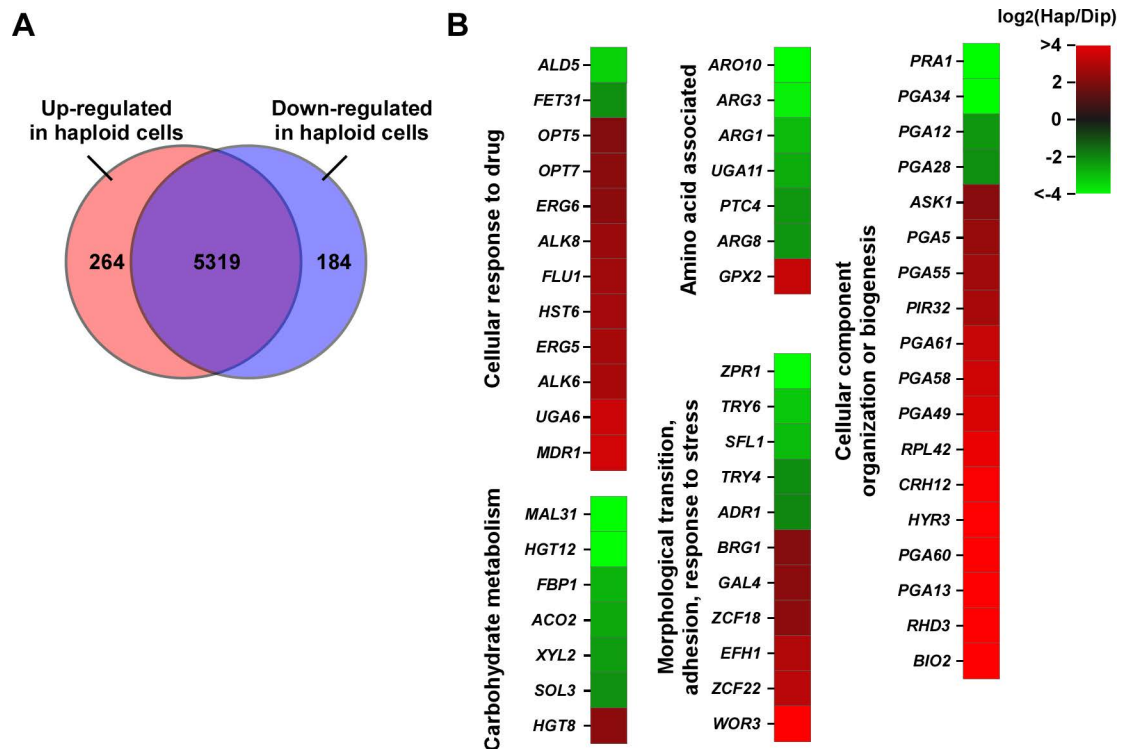 A
Up-regulated
in haploid cells
Down-regulated
in haploid cells
264
5319
184
B
Cellular response to drug
ALD5
FET31
OPT5
OPT7
ERG6
ALK8
FLU1
HST6
ERG5
ALK6
UGA6
MDR1
Carbohydrate metabolism
MAL31
HGT12
FBP1
ACO2
XYL2
SOL3
HGT8
Amino acid associated
ARO10
ARG3
ARG1
UGA11
PTC4
ARG8
GPX2
Morphological transition,
adhesion, response to stress
ZPR1
TRY6
SFL1
TRY4
ADR1
BRG1
GAL4
ZCF18
EFH1
ZCF22
WOR3
Cellular component
organization or biogenesis
PRA1
PGA34
PGA12
PGA28
ASK1
PGA5
PGA55
PIR32
PGA61
PGA58
PGA49
RPL42
CRH12
HYR3
PGA60
PGA13
RHD3
BIO2
log2(Hap/Dip)
>4
2
0
-2
<-4